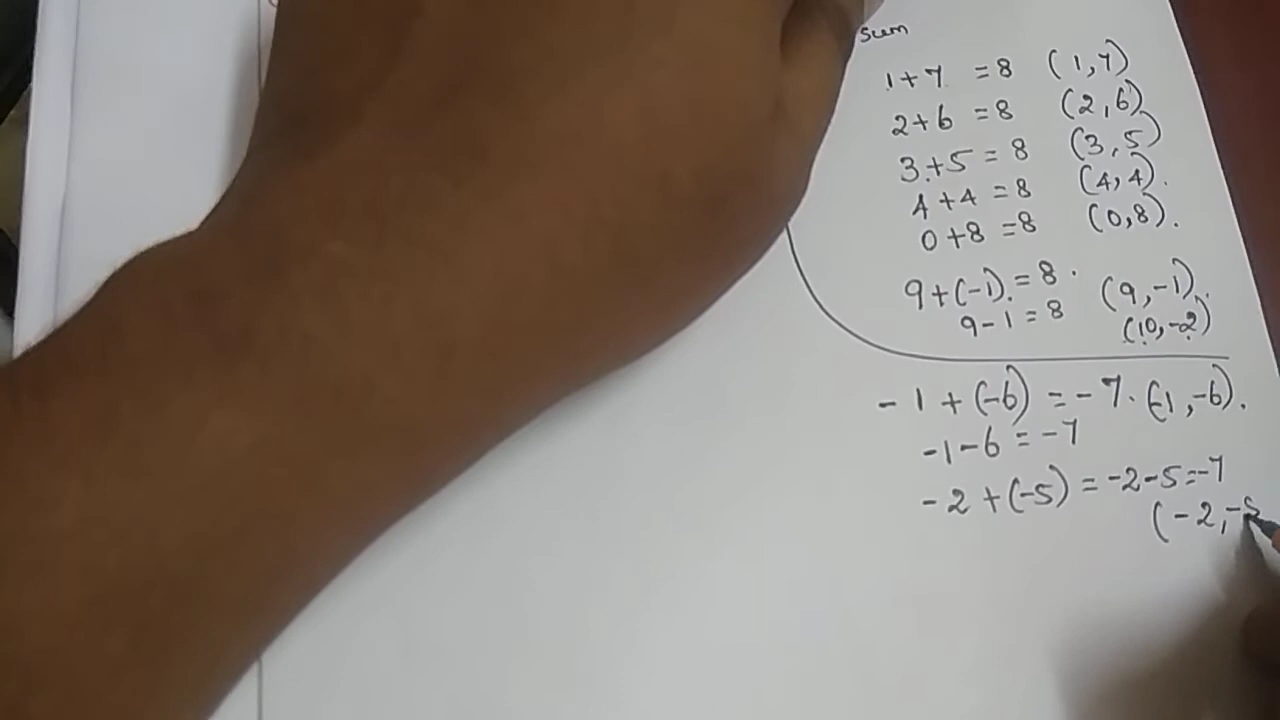 Sum
1+7 = 8 (1,7)
2+6 = 8 (2,6)
3+5 = 8 (3,5)
4+4 = 8 (4,4).
0+8 = 8 (0,8).
9+(-1) = 8. (9,-1).
9-1 = 8 (10,-2)
-1+(-6) = -7. (-1,-6).
-1-6 = -7
-2+(-5) = -2-5=-7
(-2,-5